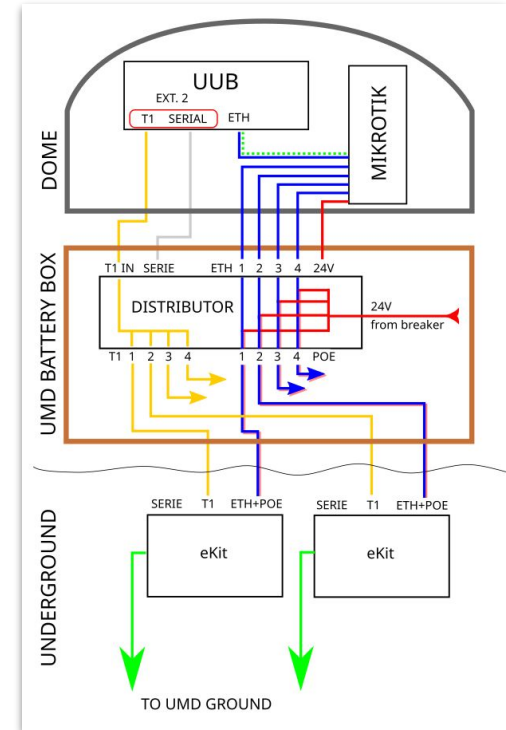 DOME
UUB
EXT. 2
T1 SERIAL ETH
MIKROTIK
UMD BATTERY BOX
T1 IN SERIE ETH 1 2 3 4 24V
DISTRIBUTOR
24V
from breaker
T1 1 2 3 4 1 2 3 4 POE
UNDERGROUND
SERIE T1 ETH+POE SERIE T1 ETH+POE
eKit eKit
TO UMD GROUND